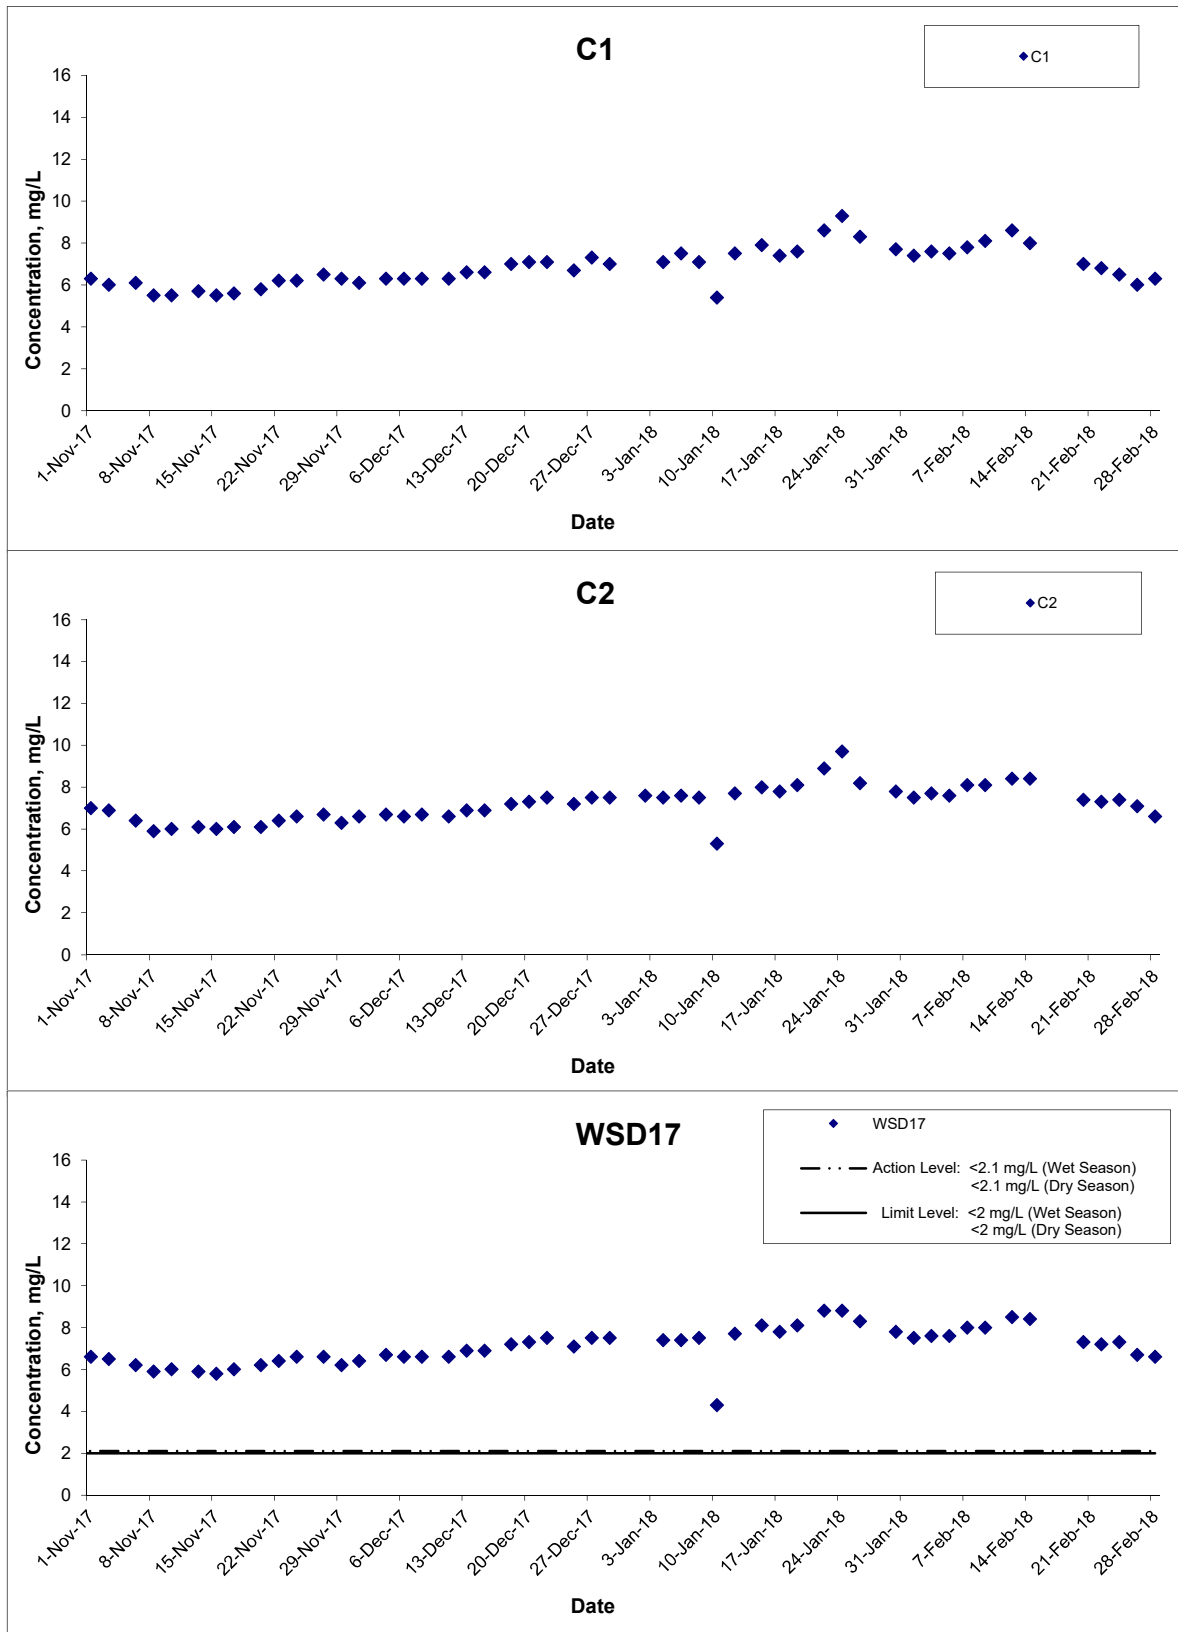 C1
C1
16
14
12
10
8
6
4
2
0
Concentration, mg/L
1-Nov-17
8-Nov-17
15-Nov-17
22-Nov-17
29-Nov-17
6-Dec-17
13-Dec-17
20-Dec-17
27-Dec-17
3-Jan-18
10-Jan-18
17-Jan-18
24-Jan-18
31-Jan-18
7-Feb-18
14-Feb-18
21-Feb-18
28-Feb-18
Date
C2
C2
16
14
12
10
8
6
4
2
0
Concentration, mg/L
1-Nov-17
8-Nov-17
15-Nov-17
22-Nov-17
29-Nov-17
6-Dec-17
13-Dec-17
20-Dec-17
27-Dec-17
3-Jan-18
10-Jan-18
17-Jan-18
24-Jan-18
31-Jan-18
7-Feb-18
14-Feb-18
21-Feb-18
28-Feb-18
Date
WSD17
WSD17
Action Level: <2.1 mg/L (Wet Season)
<2.1 mg/L (Dry Season)
Limit Level: <2 mg/L (Wet Season)
<2 mg/L (Dry Season)
16
14
12
10
8
6
4
2
0
Concentration, mg/L
1-Nov-17
8-Nov-17
15-Nov-17
22-Nov-17
29-Nov-17
6-Dec-17
13-Dec-17
20-Dec-17
27-Dec-17
3-Jan-18
10-Jan-18
17-Jan-18
24-Jan-18
31-Jan-18
7-Feb-18
14-Feb-18
21-Feb-18
28-Feb-18
Date